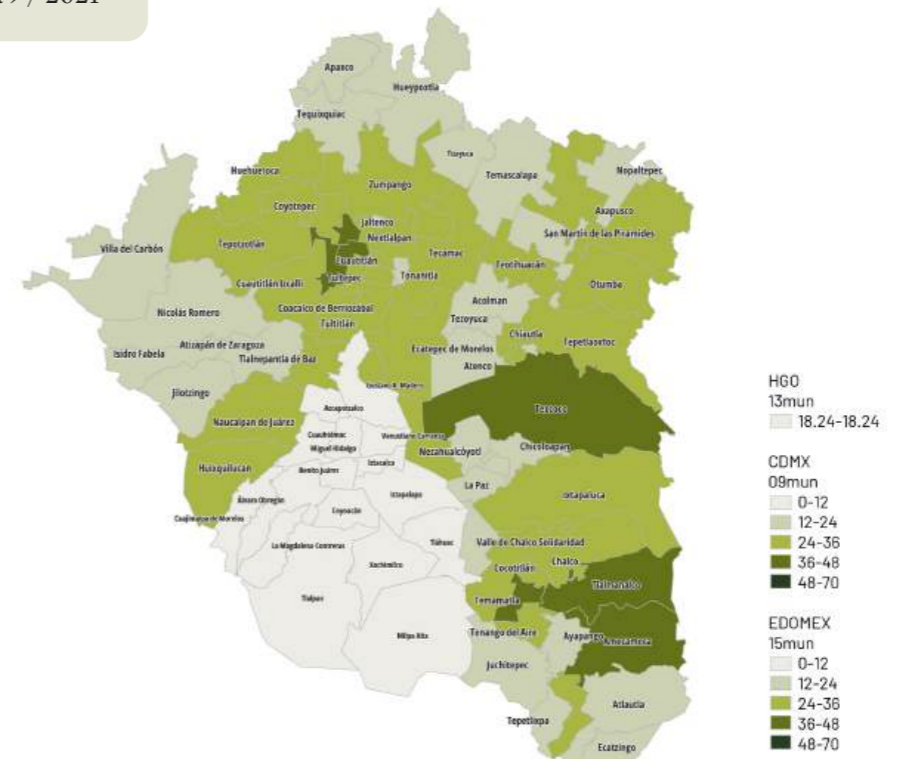 / 2021
Apaxco
Hueypoxtla
Tequixquiac
Tizayuca
Huehuetoca
Temascalapa
Nopaltepec
Zumpango
Coyotepec
Axapusco
Jaltenco
San Martín de las Pirámides
Nextlalpan
Villa del Carbón
Tepotzotlán
Tecamac
Cuautitlán
Teotihuacán
Tultepec
Tonanitla
Cuautitlán Izcalli
Otumba
Acolman
Coacalco de Berriozábal
Nicolás Romero
Tezoyuca
Tultitlán
Chiautla
Tepetlaoxtoc
Atizapán de Zaragoza
Ecatepec de Morelos
Isidro Fabela
Tlalnepantla de Baz
Atenco
Gustavo A. Madero
Jilotzingo
HGO
13mun
18.24-18.24
Azcapotzalco
Texcoco
Naucalpan de Juárez
Cuauhtémoc
Venustiano Carranza
Miguel Hidalgo
Chicoloapan
Nezahualcóyotl
Iztacalco
CDMX
09mun
0-12
12-24
24-36
36-48
48-70
Huixquilucan
Benito Juárez
La Paz
Iztapalapa
Ixtapaluca
Álvaro Obregón
Coyoacán
Cuajimalpa de Morelos
La Magdalena Contreras
Tláhuac
Valle de Chalco Solidaridad
Xochimilco
Cocotitlán
Chalco
Tlalmanalco
Tlalpan
Temamatla
EDOMEX
15mun
0-12
12-24
24-36
36-48
48-70
Milpa Alta
Tenango del Aire
Ayapango
Amecameca
Juchitepec
Atlautla
Tepetlixpa
Ecatzingo